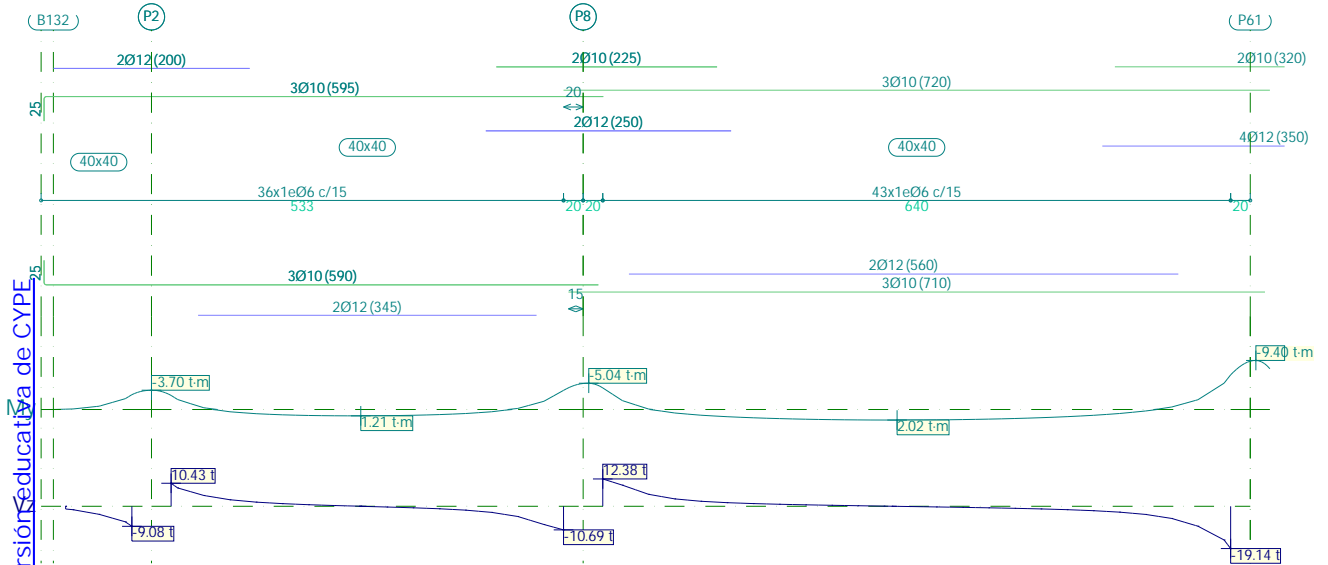 B132
P2
P8
P61
2Ø12(200)
2Ø10(225)
2Ø10(320)
3Ø10(595)
20
3Ø10(720)
25
2Ø12(250)
4Ø12(350)
40x40
40x40
40x40
36x1eØ6 c/15
43x1eØ6 c/15
533
20
20
640
20
25
3Ø10(590)
2Ø12(560)
3Ø10(710)
15
2Ø12(345)
rsión educativa de CYPE
My
-3.70 t·m
-5.04 t·m
-9.40 t·m
1.21 t·m
2.02 t·m
Vz
10.43 t
12.38 t
-9.08 t
-10.69 t
-19.14 t